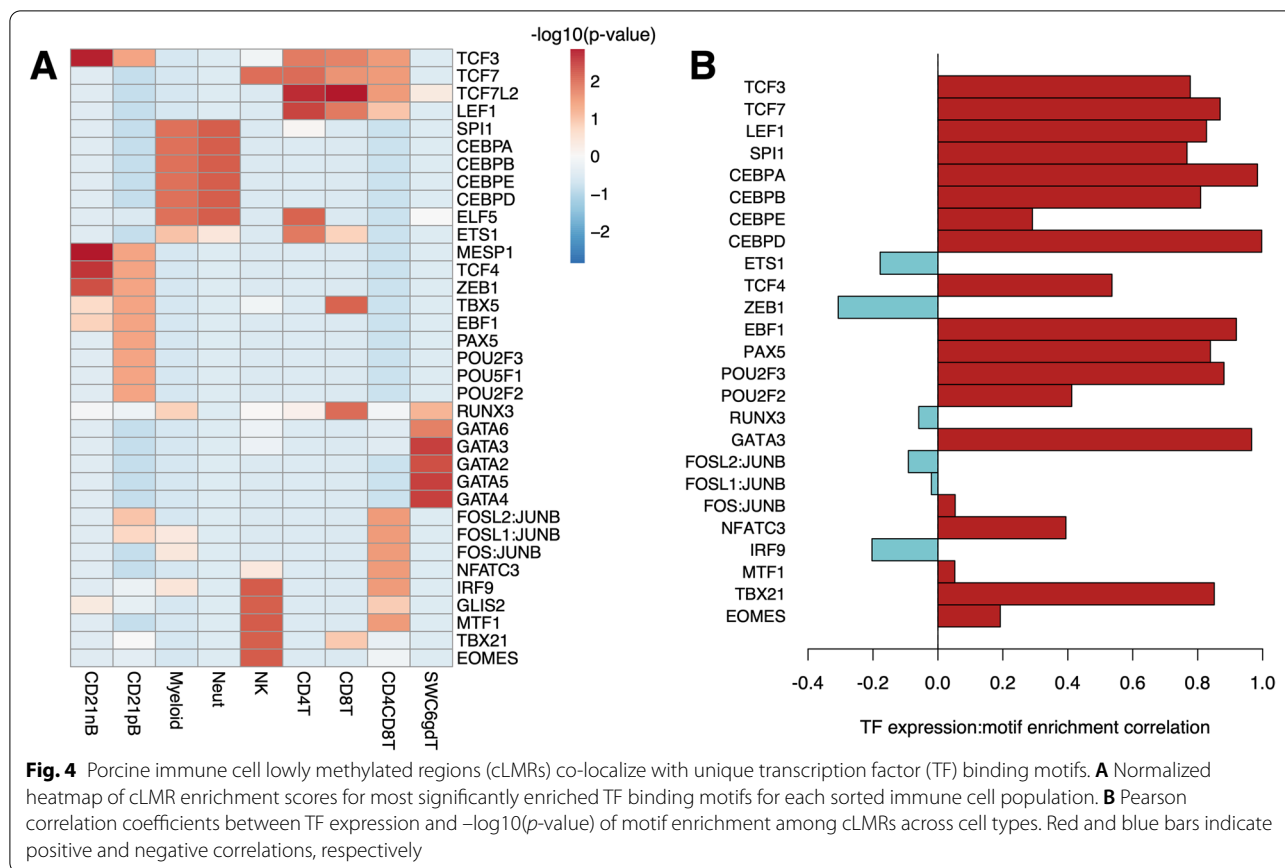 A
-log10(p-value)
2
1
0
−1
−2
TCF3
TCF7
TCF7L2
LEF1
SPI1
CEBPA
CEBPB
CEBPE
CEBPD
ELF5
ETS1
MESP1
TCF4
ZEB1
TBX5
EBF1
PAX5
POU2F3
POU5F1
POU2F2
RUNX3
GATA6
GATA3
GATA2
GATA5
GATA4
FOSL2:JUNB
FOSL1:JUNB
FOS:JUNB
NFATC3
IRF9
GLIS2
MTF1
TBX21
EOMES
CD21nB
CD21pB
Myeloid
Neut
NK
CD4T
CD8T
CD4CD8T
SWC6gdT
B
TCF3
TCF7
LEF1
SPI1
CEBPA
CEBPB
CEBPE
CEBPD
ETS1
TCF4
ZEB1
EBF1
PAX5
POU2F3
POU2F2
RUNX3
GATA3
FOSL2:JUNB
FOSL1:JUNB
FOS:JUNB
NFATC3
IRF9
MTF1
TBX21
EOMES
-0.4 -0.2 0.0 0.2 0.4 0.6 0.8 1.0
TF expression:motif enrichment correlation
Fig. 4 Porcine immune cell lowly methylated regions (cLMRs) co-localize with unique transcription factor (TF) binding motifs. A Normalized
heatmap of cLMR enrichment scores for most significantly enriched TF binding motifs for each sorted immune cell population. B Pearson
correlation coefficients between TF expression and –log10(p-value) of motif enrichment among cLMRs across cell types. Red and blue bars indicate
positive and negative correlations, respectively